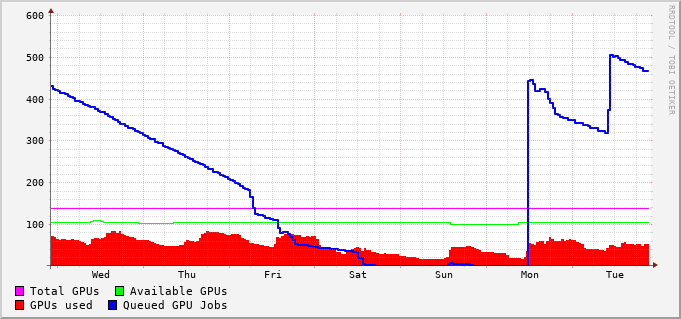 600
500
400
300
200
100
Wed Thu Fri Sat Sun Mon Tue
Total GPUs Available GPUs
GPUs used Queued GPU Jobs
RRDTOOL / TOBI OETIKER